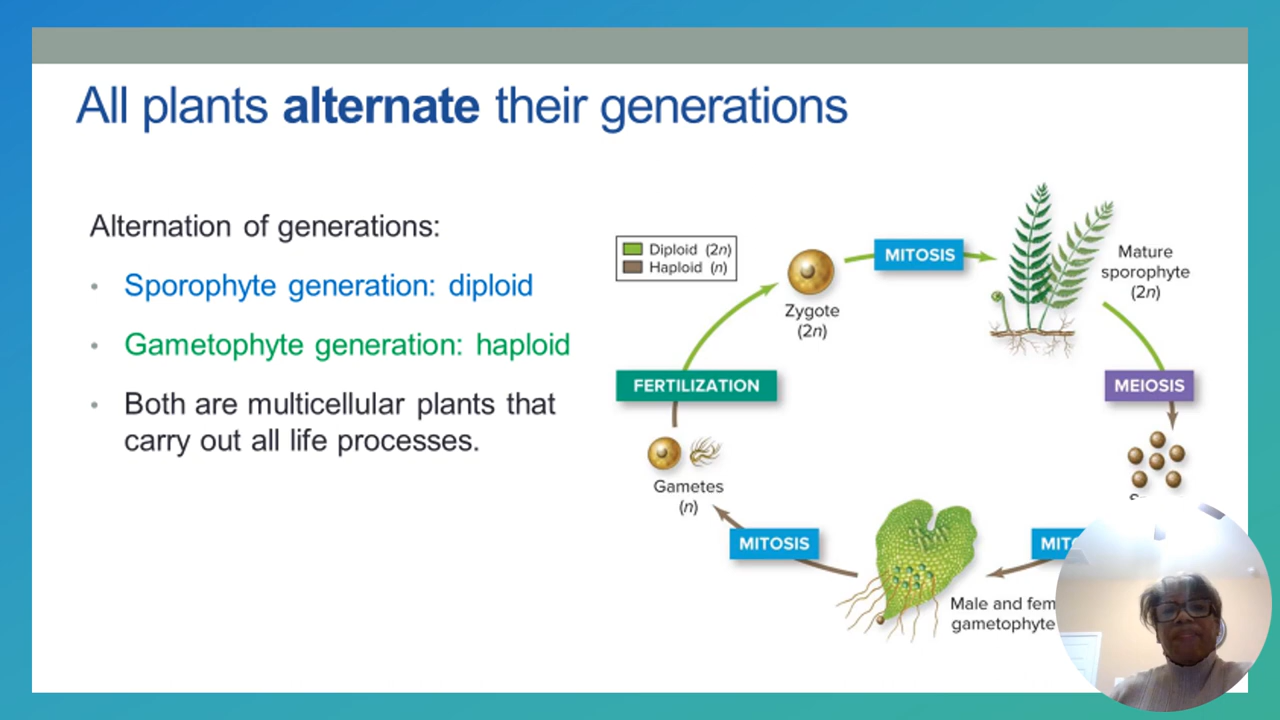 All plants alternate their generations
Alternation of generations:
• Sporophyte generation: diploid
• Gametophyte generation: haploid
• Both are multicellular plants that
carry out all life processes.
Diploid (2n)
Haploid (n)
Zygote
(2n)
MITOSIS
Mature
sporophyte
(2n)
MEIOSIS
Male and
gametophyte
MITOSIS
Gametes
(n)
FERTILIZATION